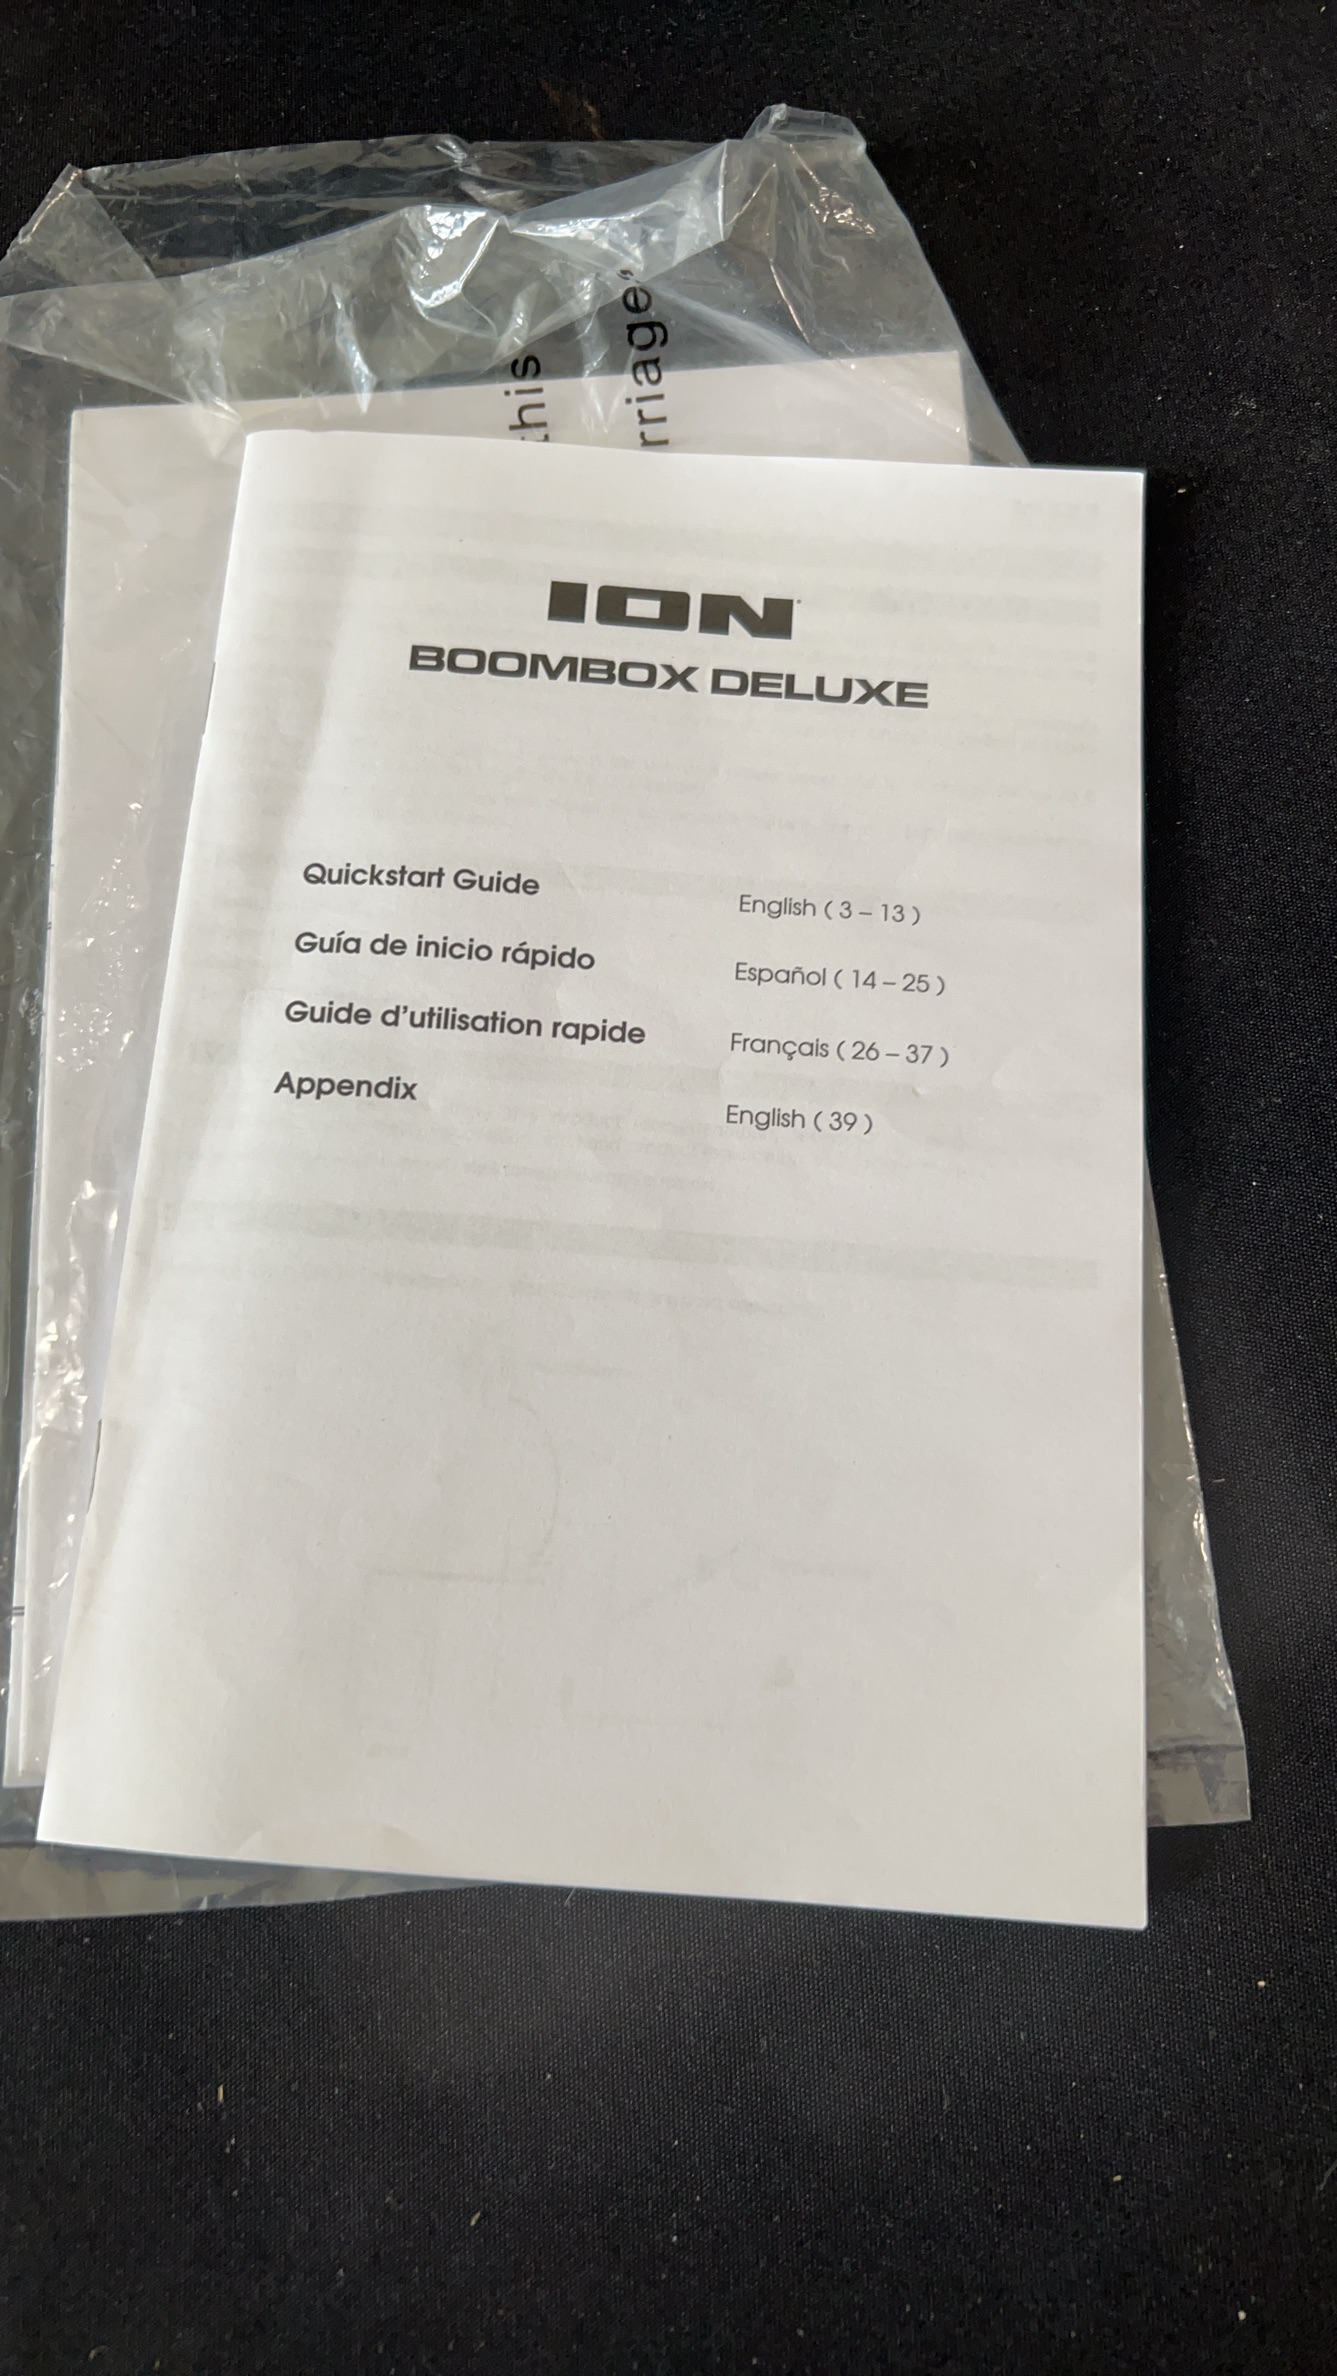 this
rriage.
ION
BOOMBOX DELUXE
Quickstart Guide English ( 3 – 13 )
Guía de inicio rápido Español ( 14 – 25 )
Guide d'utilisation rapide Français ( 26 – 37 )
Appendix English ( 39 )